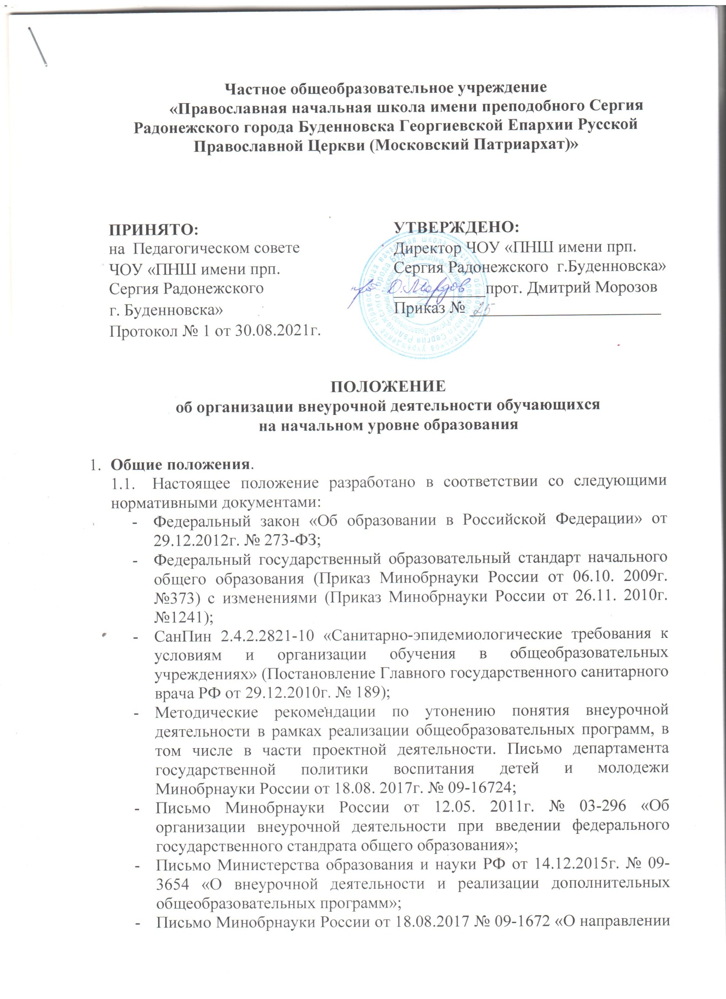 Частное общеобразовательное учреждение
«Православная начальная школа имени преподобного Сергия
Радонежского города Буденновска Георгиевской Епархии Русской
Православной Церкви (Московский Патриархат)»
ПРИНЯТО:
на Педагогическом совете
ЧОУ «ПНШ имени прп.
Сергия Радонежского
г. Буденновска»
Протокол № 1 от 30.08.2021г.
УТВЕРЖДЕНО:
Директор ЧОУ «ПНШ имени прп.
Сергия Радонежского г.Буденновска»
прот. Дмитрий Морозов
Приказ № 25
ПОЛОЖЕНИЕ
об организации внеурочной деятельности обучающихся
на начальном уровне образования
1. Общие положения.
1.1. Настоящее положение разработано в соответствии со следующими
нормативными документами:
- Федеральный закон «Об образовании в Российской Федерации» от
29.12.2012г. № 273-ФЗ;
- Федеральный государственный образовательный стандарт начального
общего образования (Приказ Минобрнауки России от 06.10. 2009г.
№373) с изменениями (Приказ Минобрнауки России от 26.11. 2010г.
№1241);
- СанПин 2.4.2.2821-10 «Санитарно-эпидемиологические требования к
условиям и организации обучения в общеобразовательных
учреждениях» (Постановление Главного государственного санитарного
врача РФ от 29.12.2010г. № 189);
- Методические рекомендации по утонению понятия внеурочной
деятельности в рамках реализации общеобразовательных программ, в
том числе в части проектной деятельности. Письмо департамента
государственной политики воспитания детей и молодежи
Минобрнауки России от 18.08. 2017г. № 09-16724;
- Письмо Минобрнауки России от 12.05. 2011г. № 03-296 «Об
организации внеурочной деятельности при введении федерального
государственного стандрата общего образования»;
- Письмо Министерства образования и науки РФ от 14.12.2015г. № 09-
3654 «О внеурочной деятельности и реализации дополнительных
общеобразовательных программ»;
- Письмо Минобрнауки России от 18.08.2017 № 09-1672 «О направлении